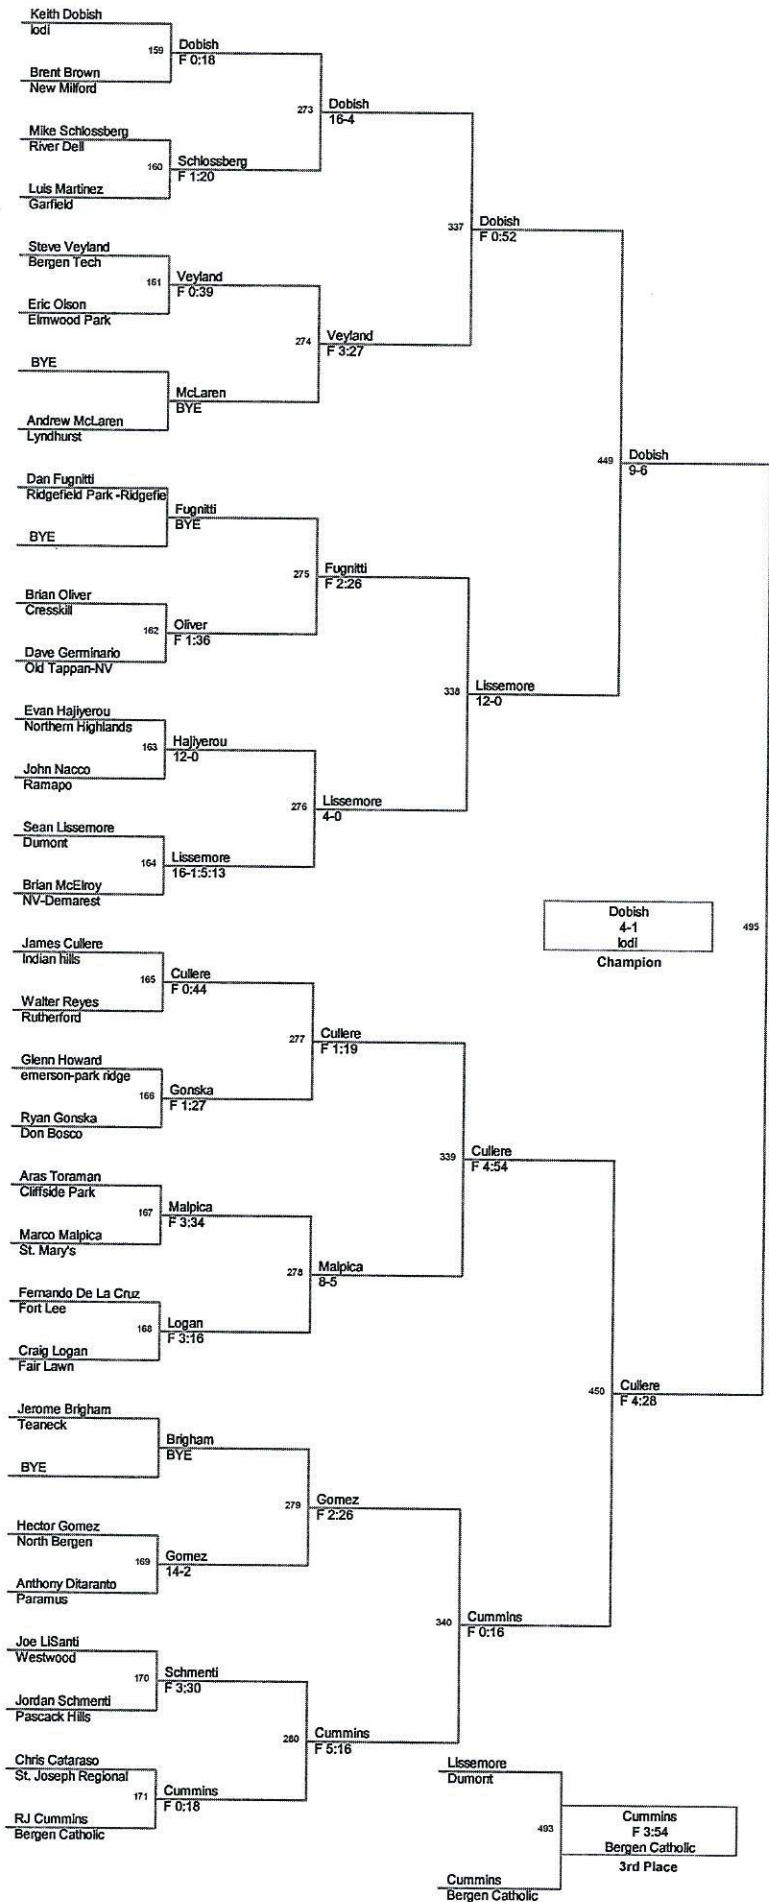 Keith Dobish
lodi
159
Dobish
F 0:18
Brent Brown
New Milford
273
Dobish
16-4
Mike Schlossberg
River Dell
160
Schlossberg
F 1:20
Luis Martinez
Garfield
337
Dobish
F 0:52
Steve Veyland
Bergen Tech
161
Veyland
F 0:39
Eric Olson
Elmwood Park
274
Veyland
F 3:27
BYE
McLaren
BYE
Andrew McLaren
Lyndhurst
449
Dobish
9-6
Dan Fugnitti
Ridgefield Park -Ridgefie
Fugnitti
BYE
BYE
275
Fugnitti
F 2:26
Brian Oliver
Cresskill
162
Oliver
F 1:36
Dave Germinario
Old Tappan-NV
338
Lissemore
12-0
Evan Hajiyerou
Northern Highlands
163
Hajiyerou
12-0
John Nacco
Ramapo
276
Lissemore
4-0
Sean Lissemore
Dumont
164
Lissemore
16-1:5:13
Brian McElroy
NV-Demarest
Dobish
4-1
lodi
Champion
495
James Cullere
Indian hills
165
Cullere
F 0:44
Walter Reyes
Rutherford
277
Cullere
F 1:19
Glenn Howard
emerson-park ridge
166
Gonska
F 1:27
Ryan Gonska
Don Bosco
339
Cullere
F 4:54
Aras Toraman
Cliffside Park
167
Malpica
F 3:34
Marco Malpica
St. Mary's
278
Malpica
8-5
Fernando De La Cruz
Fort Lee
168
Logan
F 3:16
Craig Logan
Fair Lawn
450
Cullere
F 4:28
Jerome Brigham
Teaneck
Brigham
BYE
BYE
279
Gomez
F 2:26
Hector Gomez
North Bergen
169
Gomez
14-2
Anthony Ditaranto
Paramus
340
Cummins
F 0:16
Joe LiSanti
Westwood
170
Schmenti
F 3:30
Jordan Schmenti
Pascack Hills
280
Cummins
F 5:16
Chris Cataraso
St. Joseph Regional
171
Cummins
F 0:18
RJ Cummins
Bergen Catholic
Lissemore
Dumont
493
Cummins
F 3:54
Bergen Catholic
3rd Place
Cummins
Bergen Catholic